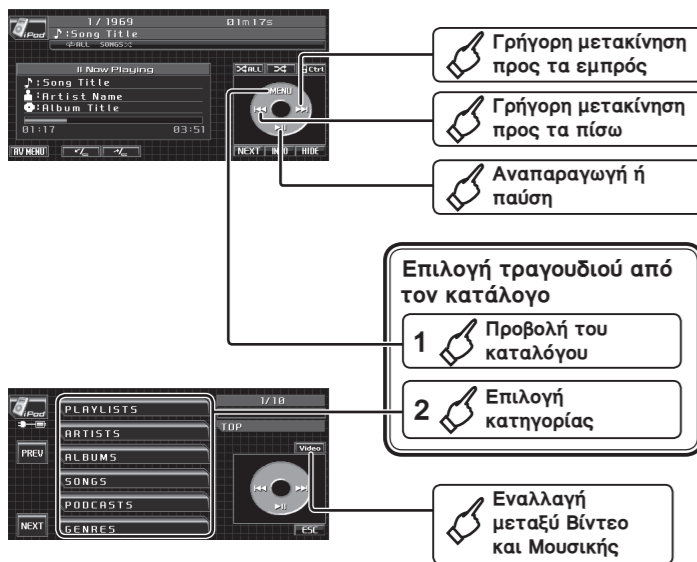 1/1969 01m17s
iPod
♪:Song Title
ALL SONGS
II Now Playing
♪:Song Title
:Artist Name
:Album Title
01:17 03:51
ALL Ctrl
MENU
AV MENU
NEXT INFO HIDE
Γρήγορη μετακίνηση
προς τα εμπρός
Γρήγορη μετακίνηση
προς τα πίσω
Αναπαραγωγή ή
παύση
Επιλογή τραγουδιού από
τον κατάλογο
1 Προβολή του
καταλόγου
2 Επιλογή
κατηγορίας
iPod
PREV
NEXT
PLAYLISTS
ARTISTS
ALBUMS
SONGS
PODCASTS
GENRES
1/10
TOP
Video
ESC
Εναλλαγή
μεταξύ Βίντεο
και Μουσικής